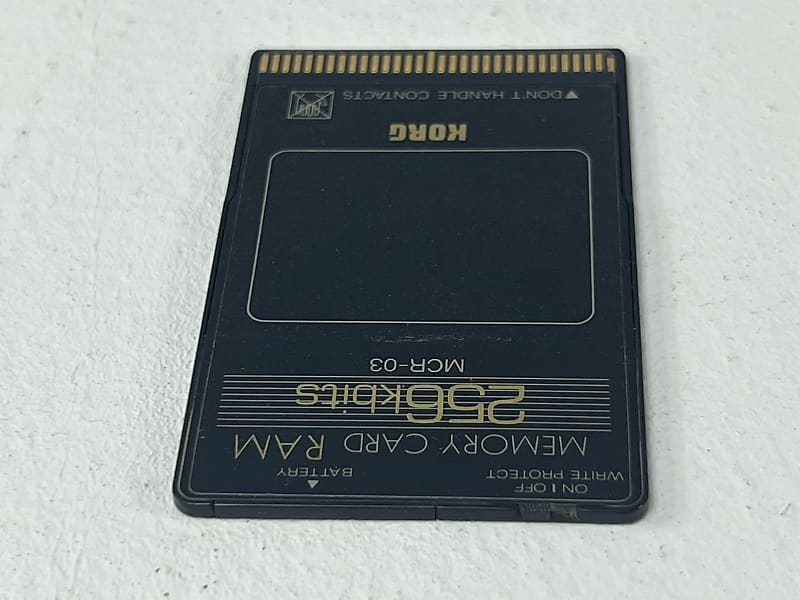 ON | OFF
WRITE PROTECT
▲
BATTERY
MEMORY CARD RAM
256kbits
MCR-03
KORG
▲DON'T HANDLE CONTACTS